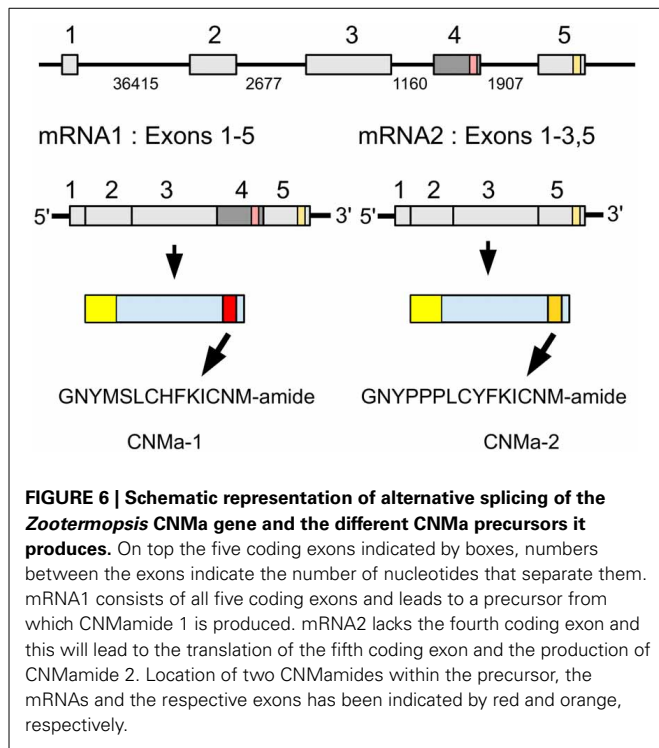 1 2 3 4 5
36415 2677 1160 1907
mRNA1 : Exons 1-5 mRNA2 : Exons 1-3,5
1 2 3 4 5 1 2 3 5
5' 3' 5' 3'
GNYMSLCHFKICNM-amide GNYPPPLCYFKICNM-amide
CNMa-1 CNMa-2
FIGURE 6 | Schematic representation of alternative splicing of the
Zootermopsis CNMa gene and the different CNMa precursors it
produces. On top the five coding exons indicated by boxes, numbers
between the exons indicate the number of nucleotides that separate them.
mRNA1 consists of all five coding exons and leads to a precursor from
which CNMamide 1 is produced. mRNA2 lacks the fourth coding exon and
this will lead to the translation of the fifth coding exon and the production of
CNMamide 2. Location of two CNMamides within the precursor, the
mRNAs and the respective exons has been indicated by red and orange,
respectively.